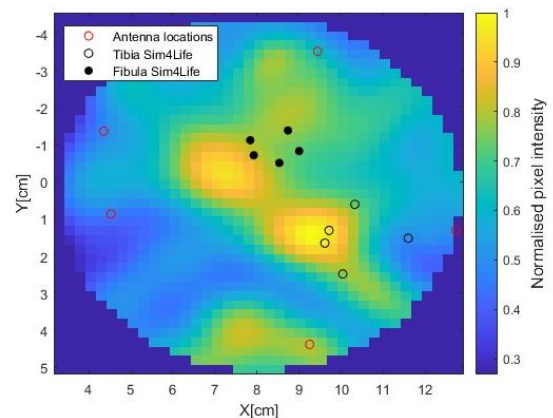 Antenna locations
Tibia Sim4Life
Fibula Sim4Life
-4
-3
-2
-1
0
1
2
3
4
5
Y[cm]
4 5 6 7 8 9 10 11 12
X[cm]
1
0.9
0.8
0.7
0.6
0.5
0.4
0.3
Normalised pixel intensity